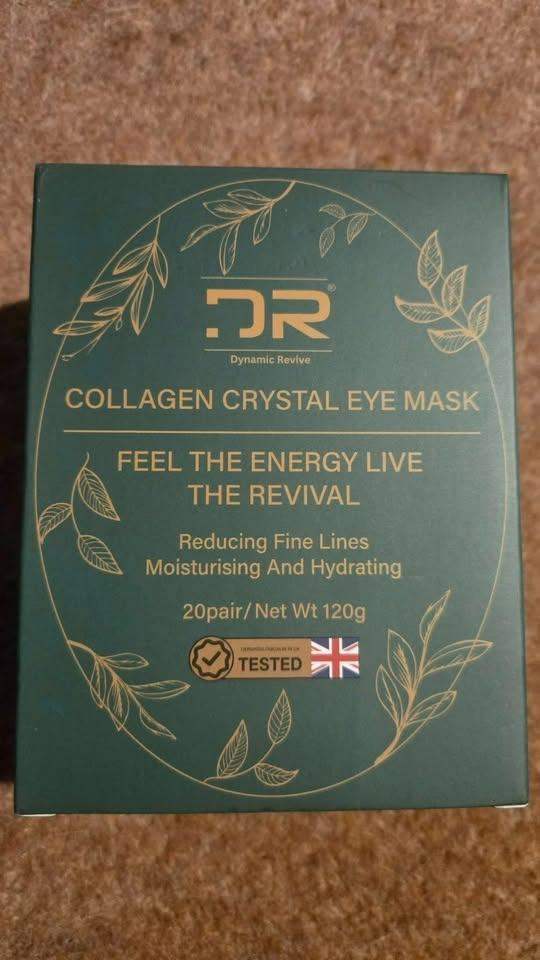 DR®
Dynamic Revive
COLLAGEN CRYSTAL EYE MASK
FEEL THE ENERGY LIVE
THE REVIVAL
Reducing Fine Lines
Moisturising And Hydrating
20pair/Net Wt 120g
TESTED